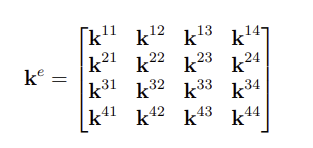 k^{11} k^{12} k^{13} k^{14}
k^{21} k^{22} k^{23} k^{24}
k^e =
k^{31} k^{32} k^{33} k^{34}
k^{41} k^{42} k^{43} k^{44}